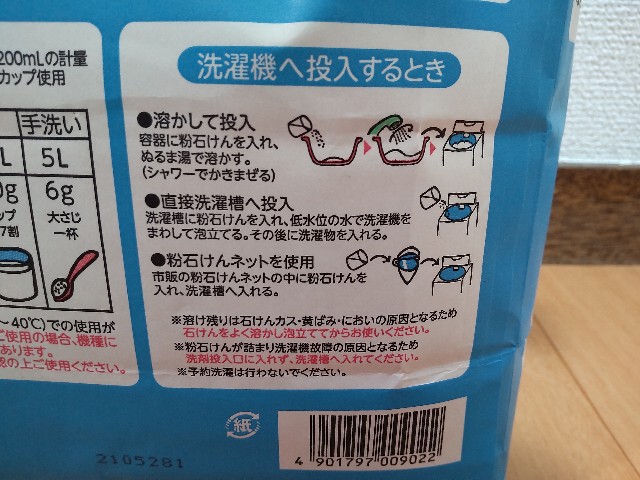 200mLの計量
カップ使用
手洗い
L
5L
0g
6g
ップ
大さじ
7割
一杯
～40℃)での使用が
ご使用の場合、機種に
あります。
認の上ご使用ください。
洗濯機へ投入するとき
●溶かして投入
容器に粉石けんを入れ、
ぬるま湯で溶かす。
(シャワーでかきまぜる)
●直接洗濯槽へ投入
洗濯槽に粉石けんを入れ、低水位の水で洗濯機を
まわして泡立てる。その後に洗濯物を入れる。
●粉石けんネットを使用
市販の粉石けんネットの中に粉石けんを
入れ、洗濯槽へ入れる。
※溶け残りは石けんカス・黄ばみ・においの原因となるため
石けんをよく溶かし泡立ててからお使いください。
※粉石けんが詰まり洗濯機故障の原因となるため
洗剤投入口に入れず、洗濯槽へ入れてください。
※予約洗濯は行わないでください。
紙
2105281
4 901797 009022